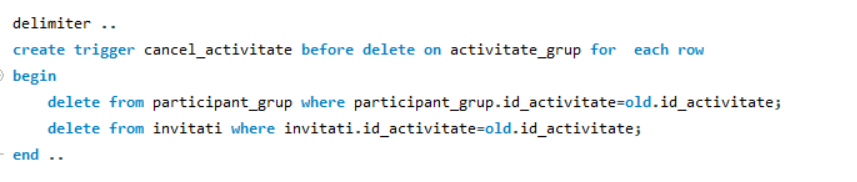 delimiter ..
create trigger cancel_activitate before delete on activitate_grup for  each row
begin
    delete from participant_grup where participant_grup.id_activitate=old.id_activitate;
    delete from invitati where invitati.id_activitate=old.id_activitate;
end ..